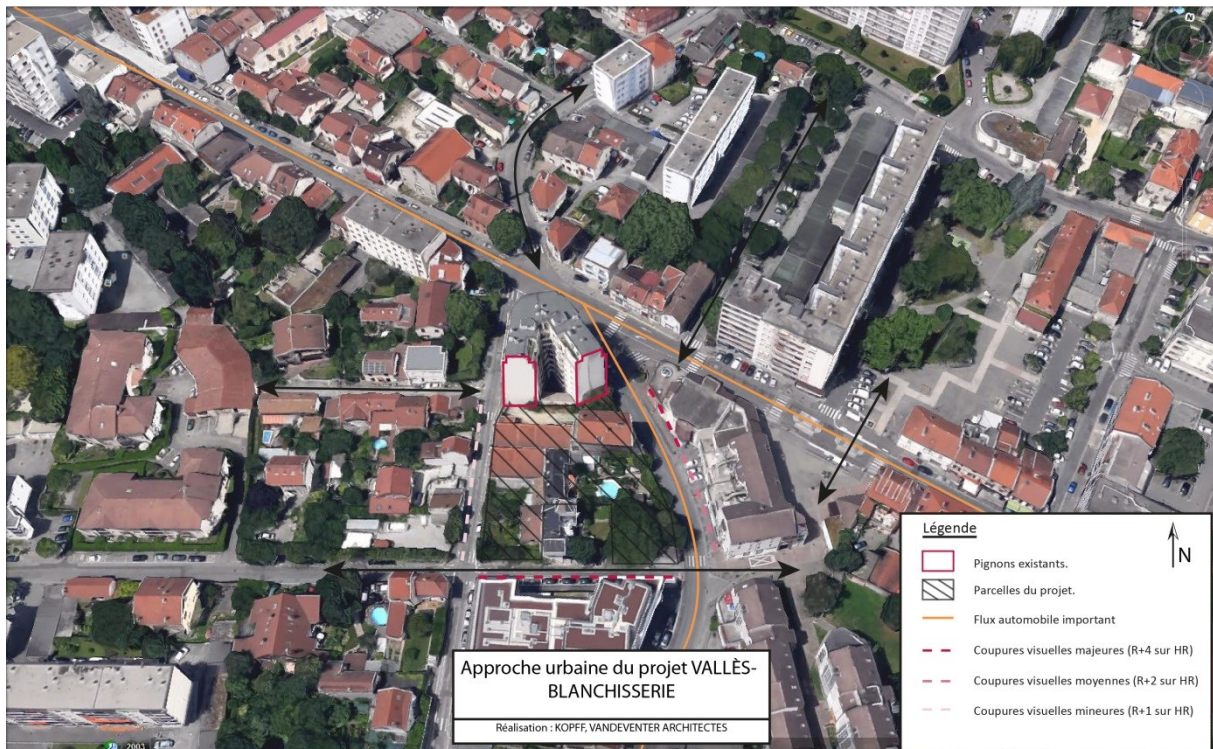 Légende
N
Pignons existants.
Parcelles du projet.
Flux automobile important
Coupures visuelles majeures (R+4 sur HR)
Coupures visuelles moyennes (R+2 sur HR)
Coupures visuelles mineures (R+1 sur HR)
Approche urbaine du projet VALLÈS-
BLANCHISSERIE
Réalisation : KOPFF, VANDEVENTER ARCHITECTES
2003